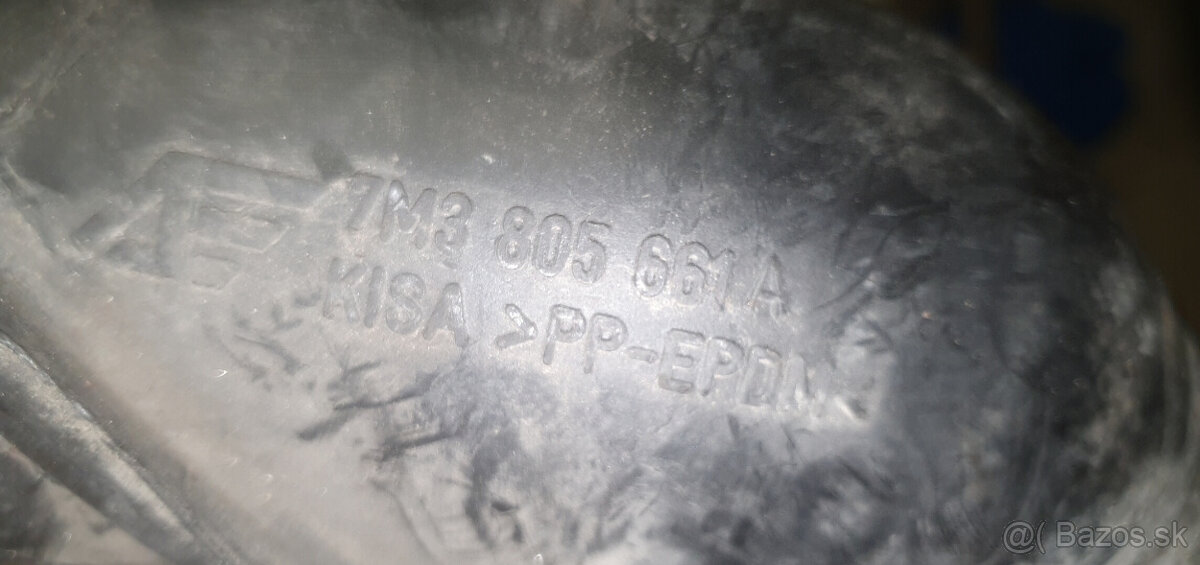 7M3 805 661 A
KISA >PP-EPDM<
@( Bazos.sk